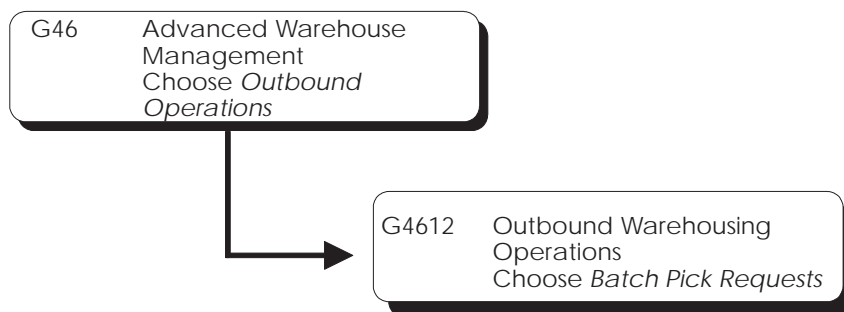 G46 Advanced Warehouse
Management
Choose Outbound
Operations
G4612 Outbound Warehousing
Operations
Choose Batch Pick Requests